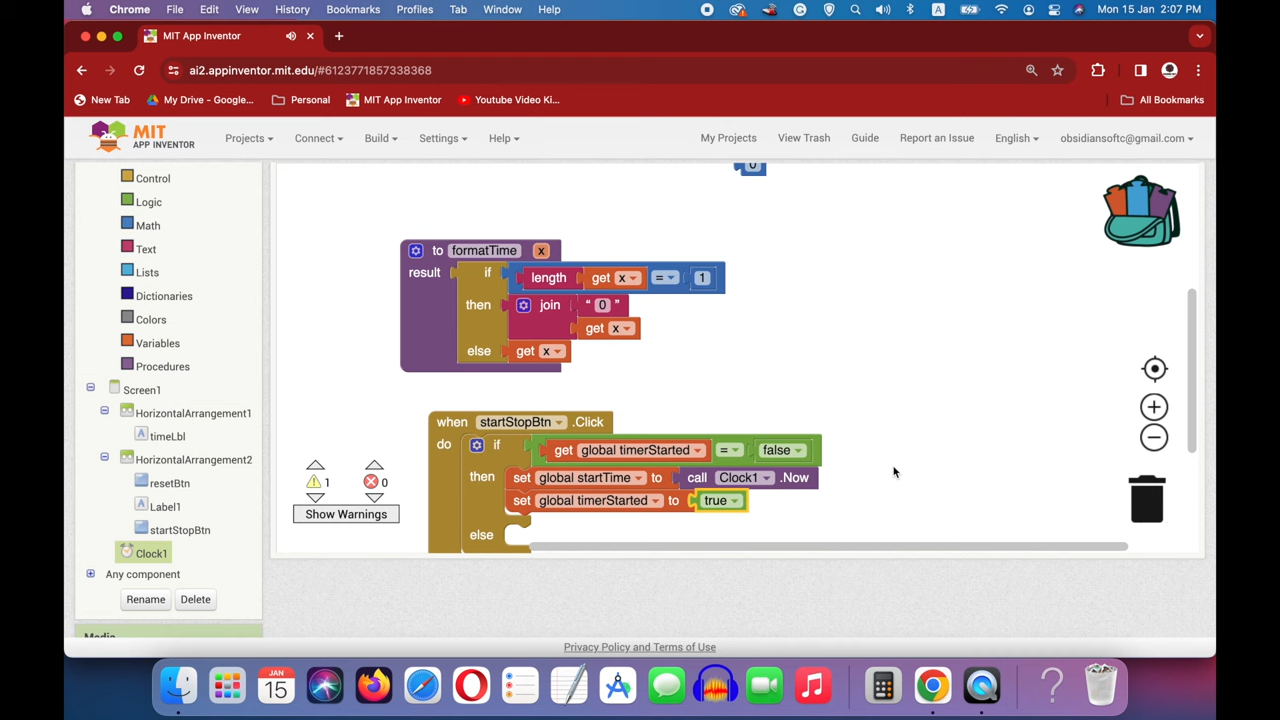 Chrome File Edit View History Bookmarks Profiles Tab Window Help
A Mon 15 Jan 2:07 PM
MIT App Inventor
ai2.appinventor.mit.edu/#6123771857338368
New Tab My Drive - Google... Personal MIT App Inventor Youtube Video Ki... All Bookmarks
MIT
APP INVENTOR
Projects Connect Build Settings Help My Projects View Trash Guide Report an Issue English obsidiansoftc@gmail.com
Control
Logic
Math
Text
Lists
Dictionaries
Colors
Variables
Procedures
Screen1
HorizontalArrangement1
A timeLbl
HorizontalArrangement2
resetBtn
A Label1
startStopBtn
Clock1
Any component
Rename Delete
Media
0
to formatTime x
result if length get x = 1
then join “ 0 ”
get x
else get x
when startStopBtn .Click
do if get global timerStarted = false
then set global startTime to call Clock1 .Now
set global timerStarted to true
else
1 0
Show Warnings
Privacy Policy and Terms of Use
JAN
15